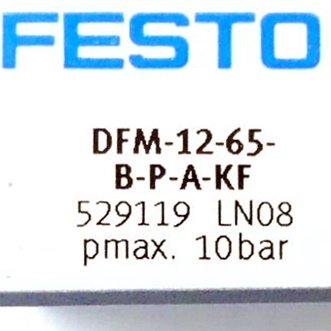 FESTO
DFM-12-65-
B-P-A-KF
529119 LN08
pmax. 10bar